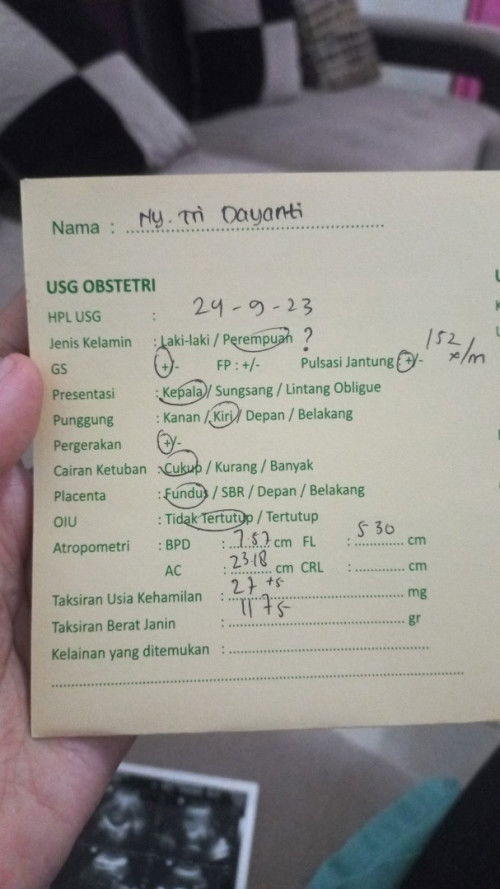 Nama : Ny. Tri Dayanti
USG OBSTETRI
HPL USG : 24-9-23
Jenis Kelamin : Laki-laki / Perempuan ?
GS : +/- FP : +/- Pulsasi Jantung : +/- 152 x/m
Presentasi : Kepala / Sungsang / Lintang Obligue
Punggung : Kanan / Kiri / Depan / Belakang
Pergerakan : +/-
Cairan Ketuban : Cukup / Kurang / Banyak
Placenta : Fundus / SBR / Depan / Belakang
OIU : Tidak Tertutup / Tertutup
Atropometri : BPD : 7.57 cm FL : 530 cm
AC : 23.18 cm CRL : cm
Taksiran Usia Kehamilan : 27 +5 mg
Taksiran Berat Janin : 1175 gr
Kelainan yang ditemukan :